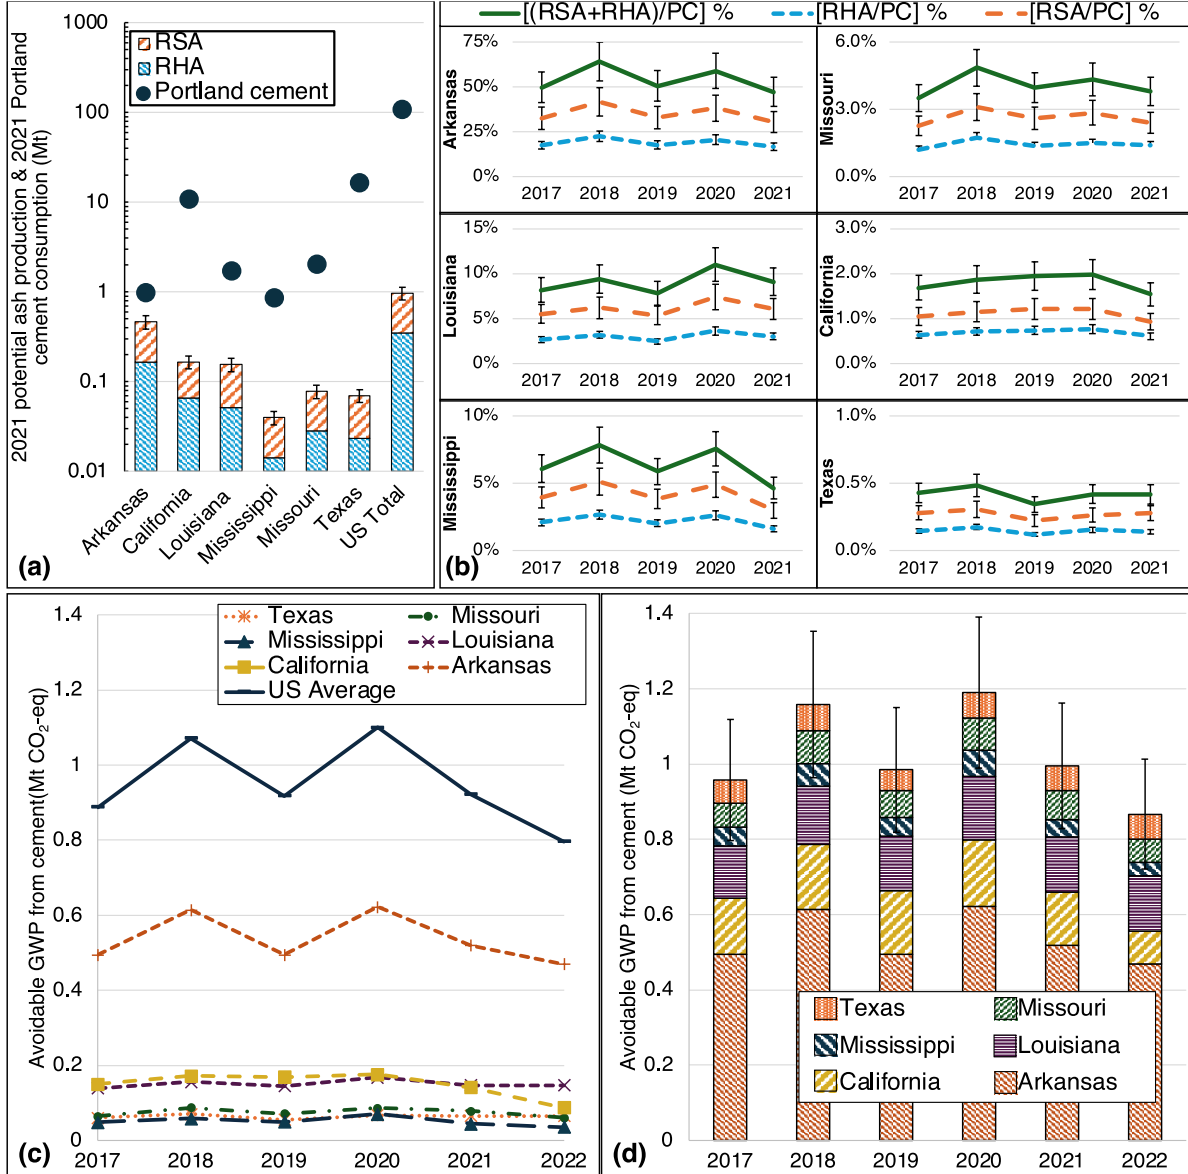 (a)
2021 potential ash production & 2021 Portland
cement consumption (Mt)
1000
100
10
1
0.1
0.01
RSA
RHA
Portland cement
Arkansas
California
Louisiana
Mississippi
Missouri
Texas
US Total
(b)
[(RSA+RHA)/PC] %
[RHA/PC] %
[RSA/PC] %
Arkansas
75%
50%
25%
0%
2017 2018 2019 2020 2021
Missouri
6.0%
3.0%
1.5%
0.0%
2017 2018 2019 2020 2021
Louisiana
15%
10%
5%
0%
2017 2018 2019 2020 2021
California
3.0%
2.0%
1.0%
0.0%
2017 2018 2019 2020 2021
Mississippi
10%
5%
0%
2017 2018 2019 2020 2021
Texas
1.0%
0.5%
0.0%
2017 2018 2019 2020 2021
(c)
Avoidable GWP from cement(Mt CO₂-eq)
1.4
1.2
1
0.8
0.6
0.4
0.2
0
Texas
Missouri
Mississippi
Louisiana
California
Arkansas
US Average
2017 2018 2019 2020 2021 2022
(d)
Avoidable GWP from cement (Mt CO₂-eq)
1.4
1.2
1
0.8
0.6
0.4
0.2
0
Texas
Missouri
Mississippi
Louisiana
California
Arkansas
2017 2018 2019 2020 2021 2022